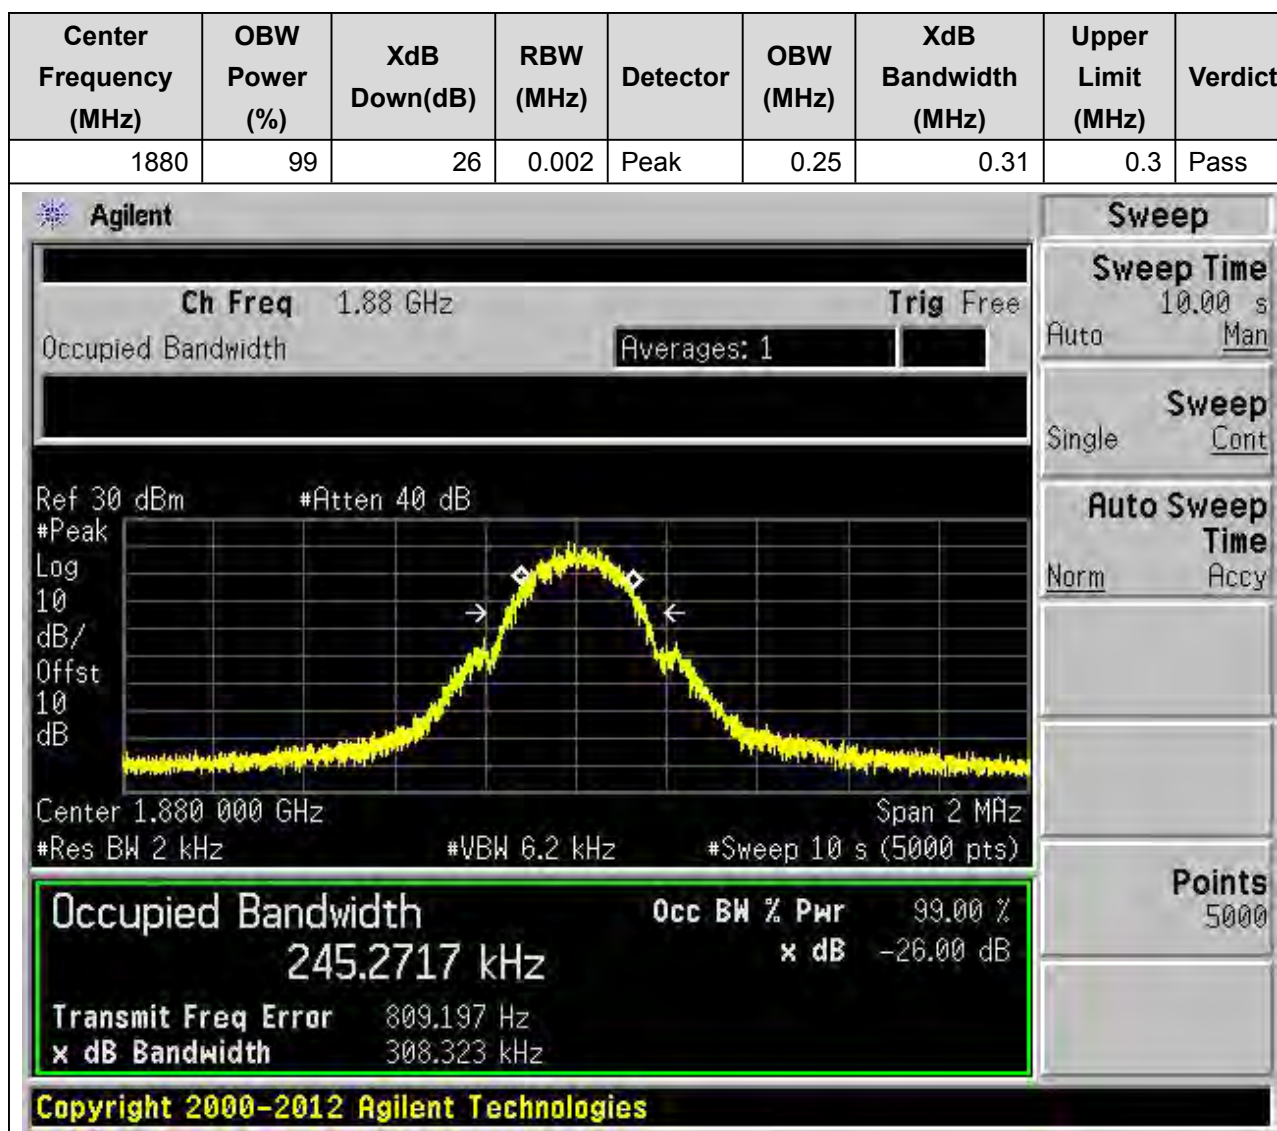 Center Frequency (MHz) OBW Power (%) XdB Down(dB) RBW (MHz) Detector OBW (MHz) XdB Bandwidth (MHz) Upper Limit (MHz) Verdict
1880 99 26 0.002 Peak 0.25 0.31 0.3 Pass
Agilent
Sweep
Ch Freq 1.88 GHz Trig Free
Occupied Bandwidth Averages: 1
Sweep Time
10.00 s
Auto Man
Sweep
Single Cont
Auto Sweep
Time
Norm Accy
Points
5000
Ref 30 dBm #Atten 40 dB
#Peak
Log
10
dB/
Offst
10
dB
Center 1.880 000 GHz Span 2 MHz
#Res BW 2 kHz #VBW 6.2 kHz #Sweep 10 s (5000 pts)
Occupied Bandwidth Occ BW % Pwr 99.00 %
245.2717 kHz x dB -26.00 dB
Transmit Freq Error 809.197 Hz
x dB Bandwidth 308.323 kHz
Copyright 2000-2012 Agilent Technologies